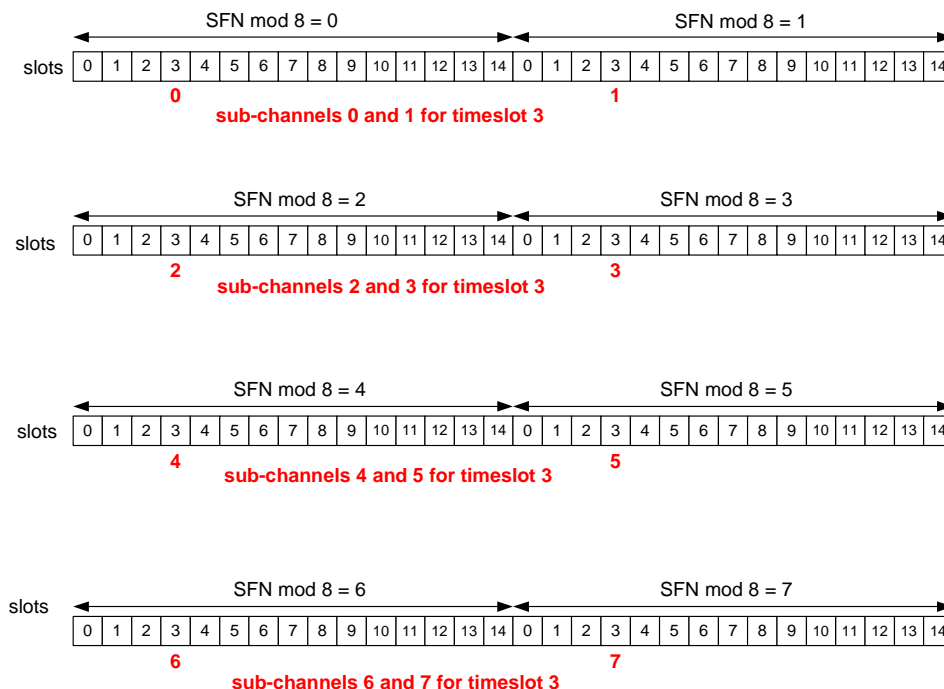 SFN mod 8 = 0 SFN mod 8 = 1
slots 0 1 2 3 4 5 6 7 8 9 10 11 12 13 14 0 1 2 3 4 5 6 7 8 9 10 11 12 13 14
0 1
sub-channels 0 and 1 for timeslot 3
SFN mod 8 = 2 SFN mod 8 = 3
slots 0 1 2 3 4 5 6 7 8 9 10 11 12 13 14 0 1 2 3 4 5 6 7 8 9 10 11 12 13 14
2 3
sub-channels 2 and 3 for timeslot 3
SFN mod 8 = 4 SFN mod 8 = 5
slots 0 1 2 3 4 5 6 7 8 9 10 11 12 13 14 0 1 2 3 4 5 6 7 8 9 10 11 12 13 14
4 5
sub-channels 4 and 5 for timeslot 3
SFN mod 8 = 6 SFN mod 8 = 7
slots
0 1 2 3 4 5 6 7 8 9 10 11 12 13 14 0 1 2 3 4 5 6 7 8 9 10 11 12 13 14
6 7
sub-channels 6 and 7 for timeslot 3